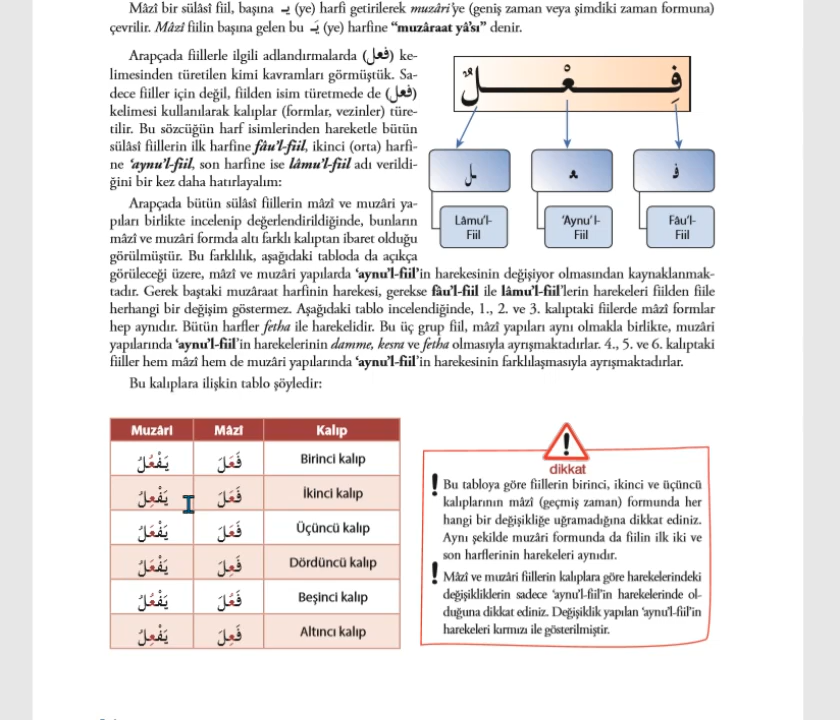 Mâzî bir sülâsî fiil, başına يـ (ye) harfi getirilerek muzâri'ye (geniş zaman veya şimdiki zaman formuna)
çevrilir. Mâzî fiilin başına gelen bu يَـ (ye) harfine “muzâraat yâ'sı” denir.
Arapçada fiillerle ilgili adlandırmalarda (فعل) ke-
limesinden türetilen kimi kavramları görmüştük. Sa-
dece fiiller için değil, fiilden isim türetmede de (فعل)
kelimesi kullanılarak kalıplar (formlar, vezinler) türe-
tilir. Bu sözcüğün harf isimlerinden hareketle bütün
sülâsî fiillerin ilk harfine fâu'l-fiil, ikinci (orta) harfi-
ne ‘aynu'l-fiil, son harfine ise lâmu'l-fiil adı verildi-
ğini bir kez daha hatırlayalım:
فِعْلٌ
ـل
ـعـ
فـ
Lâmu'l-
Fiil
'Aynu'l-
Fiil
Fâu'l-
Fiil
Arapçada bütün sülâsî fiillerin mâzî ve muzâri ya-
pıları birlikte incelenip değerlendirildiğinde, bunların
mâzî ve muzâri formda altı farklı kalıptan ibaret olduğu
görülmüştür. Bu farklılık, aşağıdaki tabloda da açıkça
görüleceği üzere, mâzî ve muzâri yapılarda ‘aynu'l-fiil'in harekesinin değişiyor olmasından kaynaklanmak-
tadır. Gerek baştaki muzâraat harfinin harekesi, gerekse fâu'l-fiil ile lâmu'l-fiil'lerin harekeleri fiilden fiile
herhangi bir değişim göstermez. Aşağıdaki tablo incelendiğinde, 1., 2. ve 3. kalıptaki fiilerde mâzî formlar
hep aynıdır. Bütün harfler fetha ile harekelidir. Bu üç grup fiil, mâzî yapıları aynı olmakla birlikte, muzâri
yapılarında ‘aynu'l-fiil'in harekelerinin damme, kesra ve fetha olmasıyla ayrışmaktadırlar. 4., 5. ve 6. kalıptaki
fiiller hem mâzî hem de muzâri yapılarında ‘aynu'l-fiil'in harekesinin farklılaşmasıyla ayrışmaktadırlar.
Bu kalıplara ilişkin tablo şöyledir:
Muzâri Mâzî Kalıp
يَفْعُلُ فَعَلَ Birinci kalıp
يَفْعِلُ فَعَلَ İkinci kalıp
يَفْعَلُ فَعَلَ Üçüncü kalıp
يَفْعَلُ فَعِلَ Dördüncü kalıp
يَفْعُلُ فَعُلَ Beşinci kalıp
يَفْعِلُ فَعِلَ Altıncı kalıp
dikkat
! Bu tabloya göre fiillerin birinci, ikinci ve üçüncü
kalıplarının mâzî (geçmiş zaman) formunda her
hangi bir değişikliğe uğramadığına dikkat ediniz.
Aynı şekilde muzâri formunda da fiilin ilk iki ve
son harflerinin harekeleri aynıdır.
! Mâzî ve muzâri fiillerin kalıplara göre harekelerindeki
değişikliklerin sadece ‘aynu'l-fiil'in harekelerinde ol-
duğuna dikkat ediniz. Değişiklik yapılan ‘aynu'l-fiil'in
harekeleri kırmızı ile gösterilmiştir.